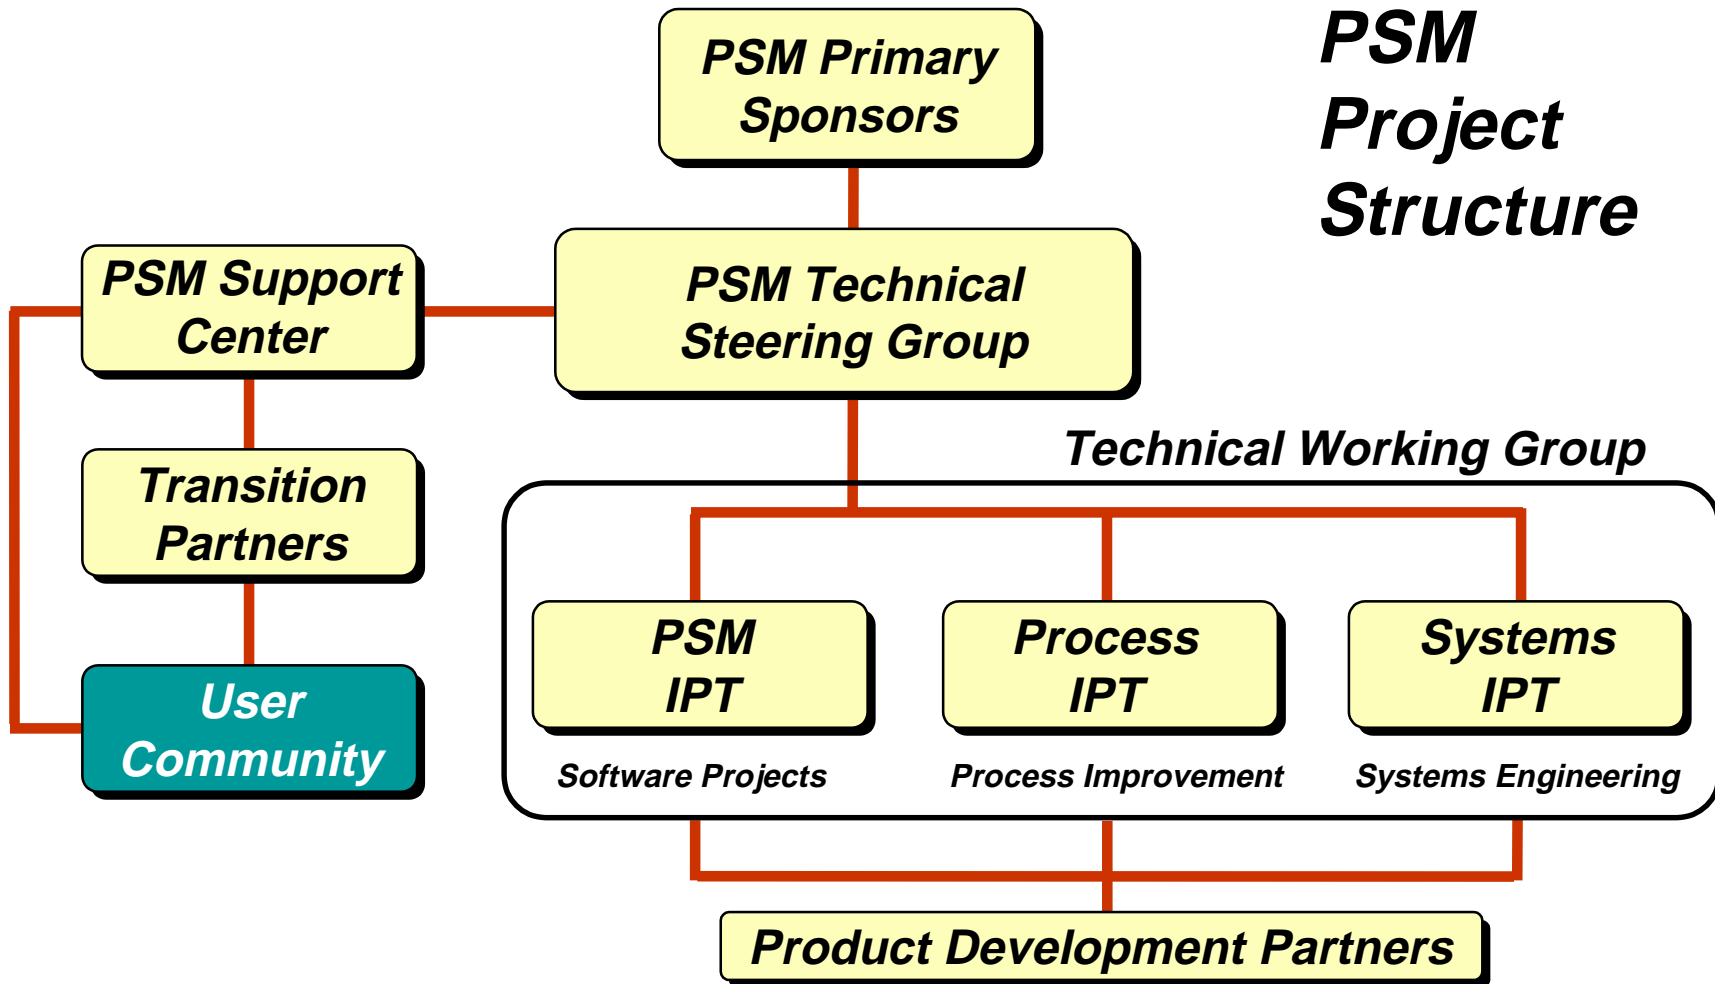 PSM Primary
Sponsors
PSM
Project
Structure
PSM Support
Center
PSM Technical
Steering Group
Technical Working Group
Transition
Partners
PSM
IPT
Process
IPT
Systems
IPT
User
Community
Software Projects
Process Improvement
Systems Engineering
Product Development Partners